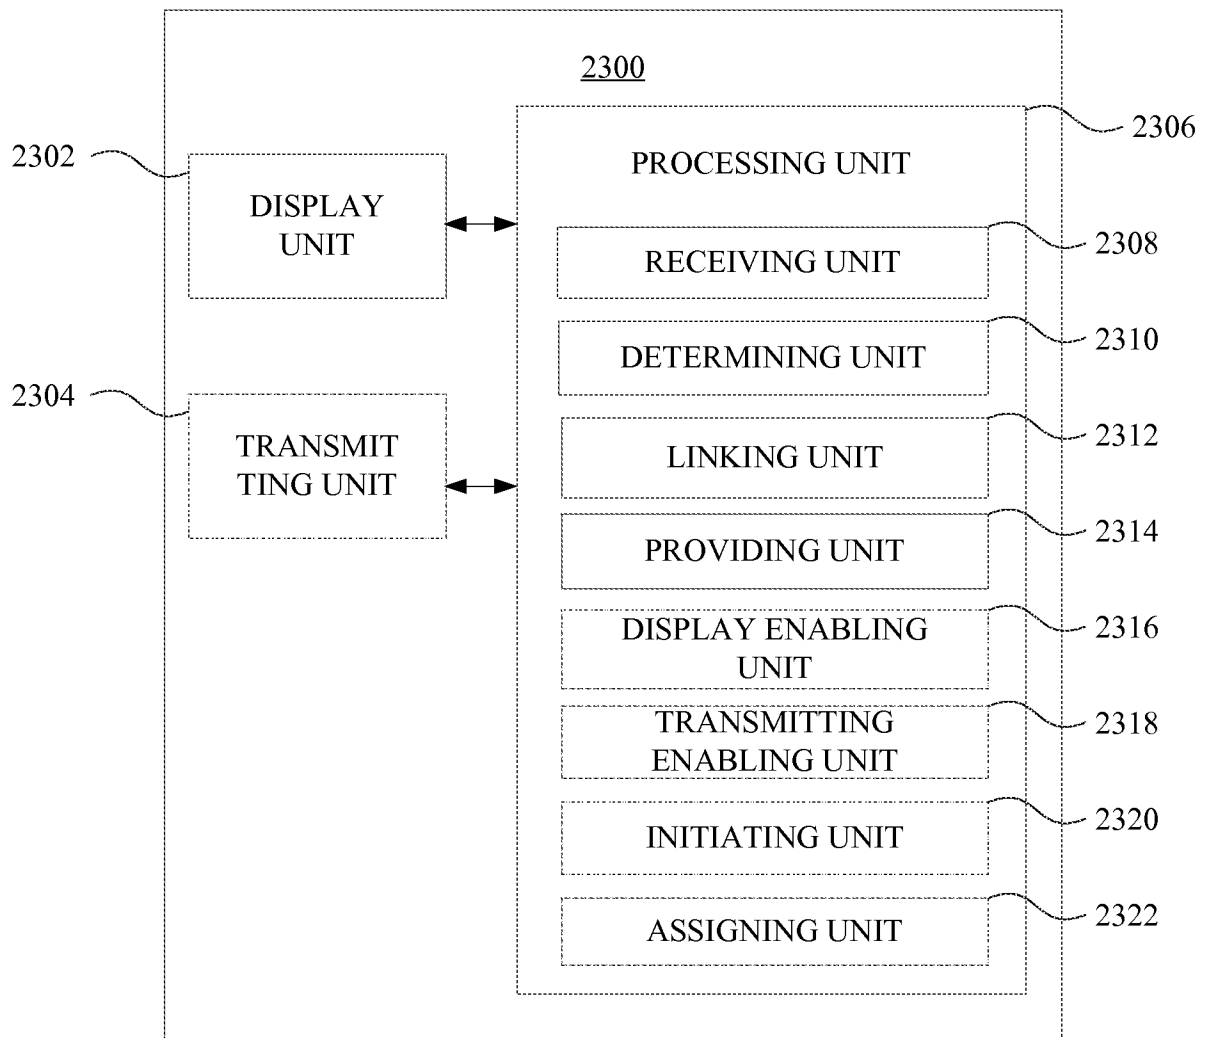 2300
2306
2302
PROCESSING UNIT
DISPLAY
UNIT
2308
RECEIVING UNIT
2310
DETERMINING UNIT
2304
2312
TRANSMIT
TING UNIT
LINKING UNIT
2314
PROVIDING UNIT
2316
DISPLAY ENABLING
UNIT
2318
TRANSMITTING
ENABLING UNIT
2320
INITIATING UNIT
2322
ASSIGNING UNIT